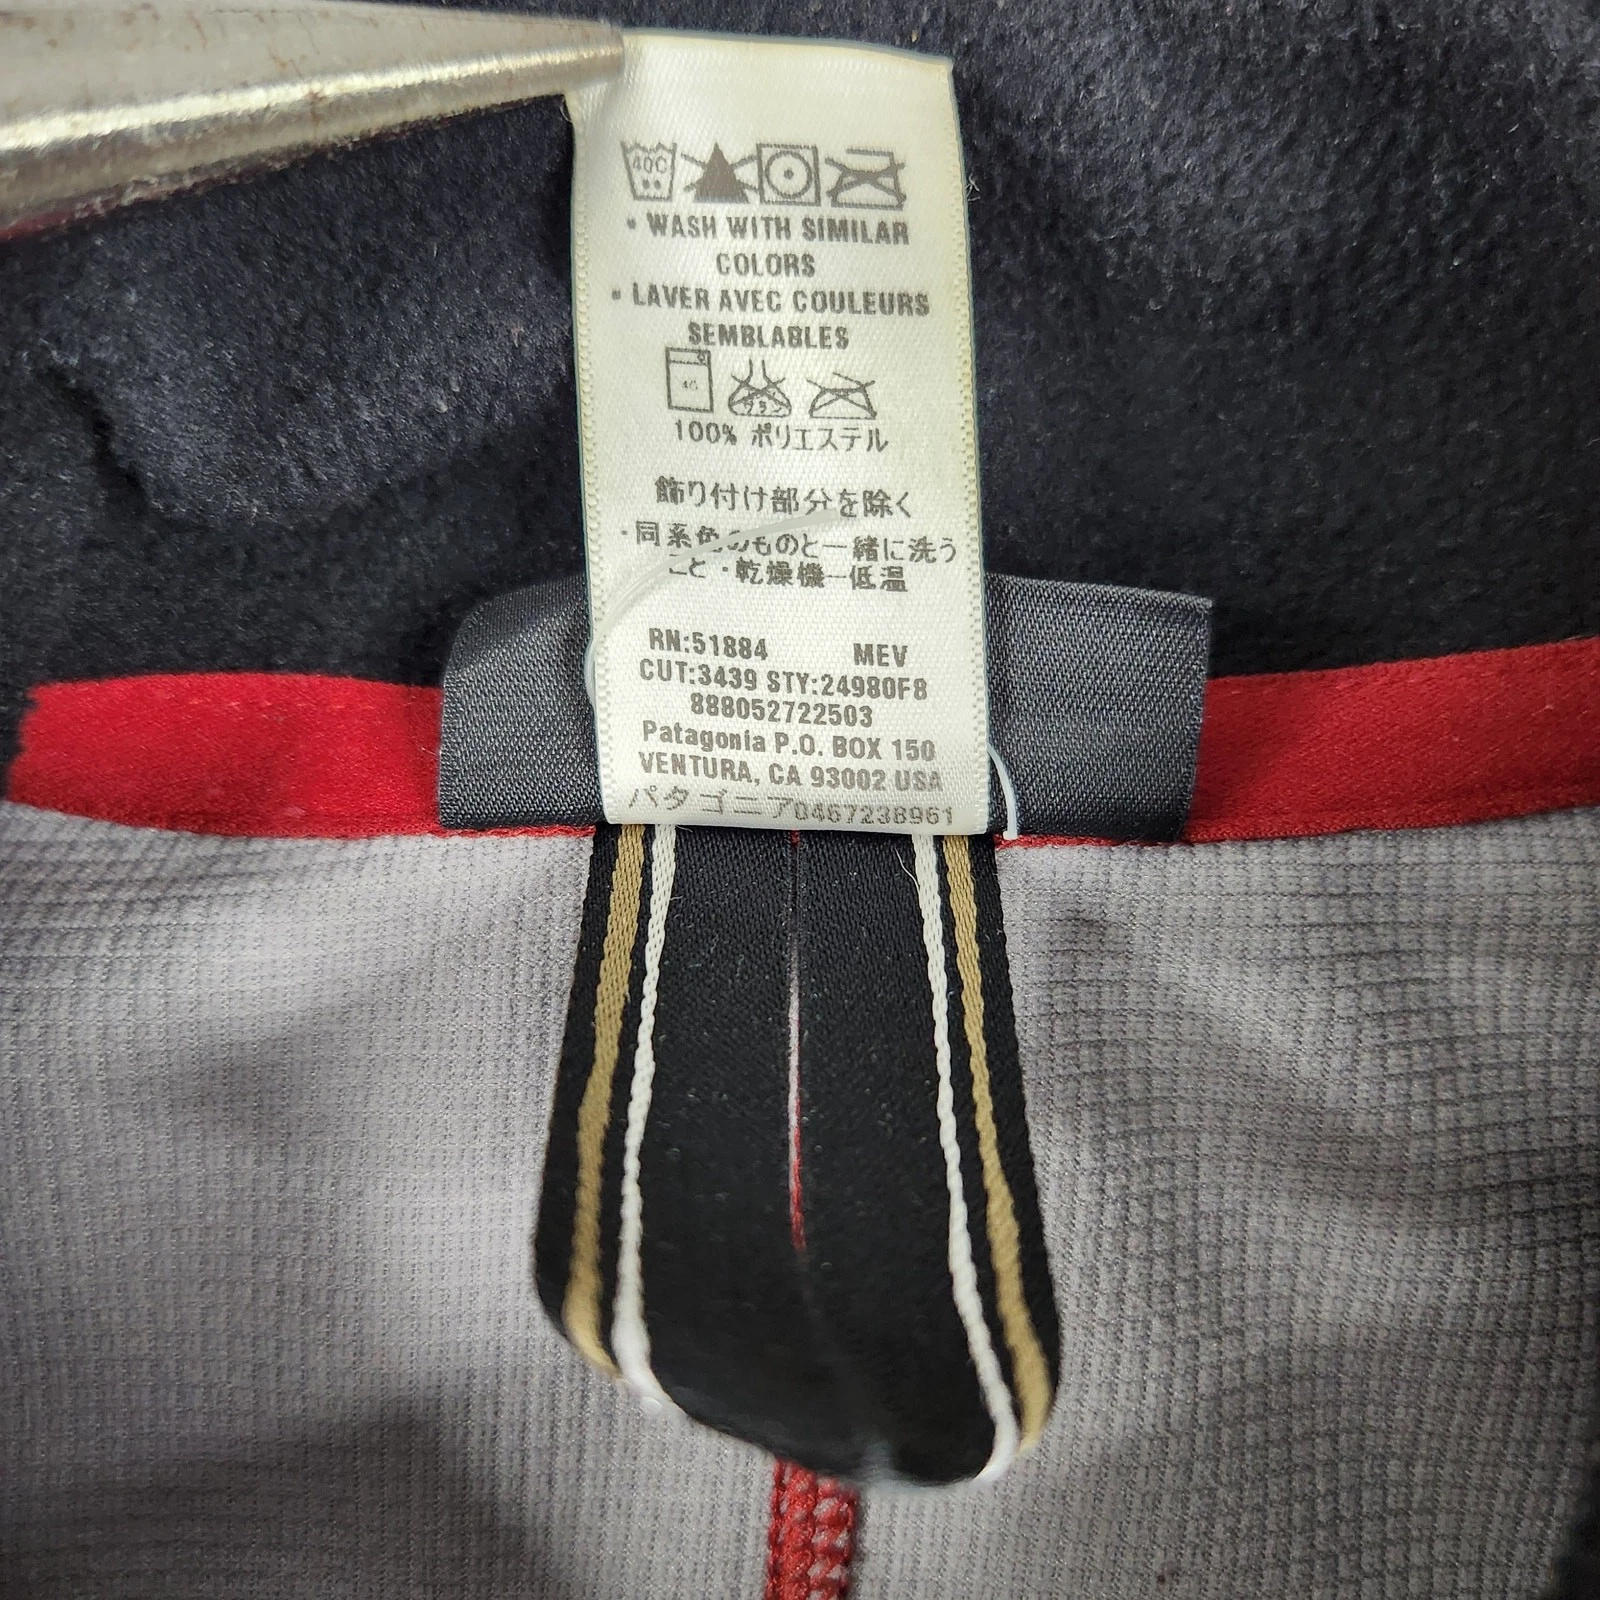 40C
• WASH WITH SIMILAR
COLORS
• LAVER AVEC COULEURS
SEMBLABLES
40
100% ポリエステル
飾り付け部分を除く
・同系色のものと一緒に洗う
こと・乾燥機—低温
RN:51884 MEV
CUT:3439 STY:24980F8
888052722503
Patagonia P.O. BOX 150
VENTURA, CA 93002 USA
パタゴニア0467238961